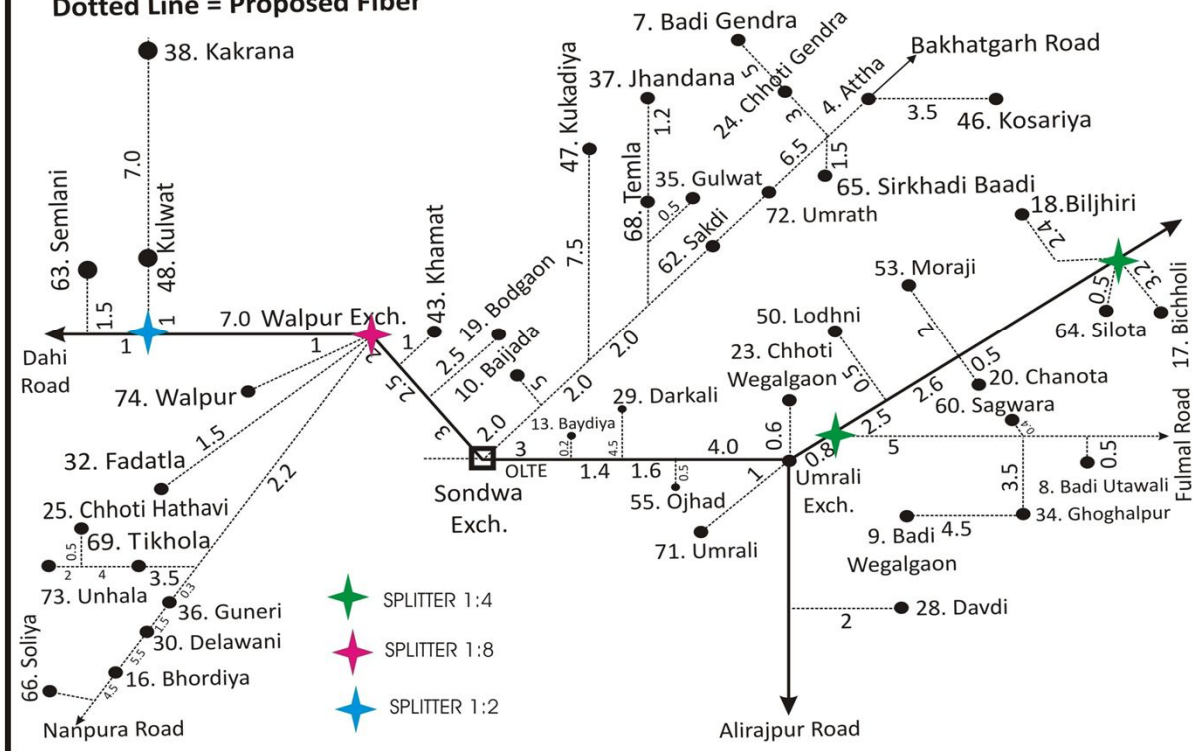 Dotted Line = Proposed Fiber
7. Badi Gendra
5
24. Chhoti Gendra
3
4. Attha
Bakhatgarh Road
3.5
46. Kosariya
38. Kakrana
7.0
37. Jhandana
1.2
47. Kukadiya
7.5
68. Temla
35. Gulwat
0.5
6.5
1.5
65. Sirkhadi Baadi
72. Umrath
62. Sakdi
18.Biljhiri
2.4
63. Semlani
1.5
48. Kulwat
1
7.0
Walpur Exch.
1
1
Dahi
Road
2
43. Khamat
1
2.5
19. Bodgaon
2.5
10. Baijada
.5
3
2.0
2.0
2.0
53. Moraji
2
50. Lodhni
0.5
23. Chhoti
Wegalgaon
0.6
0.5
3.2
64. Silota
17. Bichholi
0.5
20. Chanota
2.6
2.5
60. Sagwara
0.4
74. Walpur
1.5
32. Fadatla
2.2
13. Baydiya
0.2
29. Darkali
4.5
3
OLTE
1.4
1.6
4.0
0.5
55. Ojhad
Sondwa
Exch.
0.8
Umrali
Exch.
5
1
71. Umrali
3.5
0.5
8. Badi Utawali
Fulmal Road
34. Ghoghalpur
9. Badi
Wegalgaon
4.5
25. Chhoti Hathavi
0.5
69. Tikhola
2
4
3.5
73. Unhala
0.3
36. Guneri
1.5
30. Delawani
5.5
16. Bhordiya
4.5
66. Soliya
Nanpura Road
SPLITTER 1:4
SPLITTER 1:8
SPLITTER 1:2
2
28. Davdi
Alirajpur Road